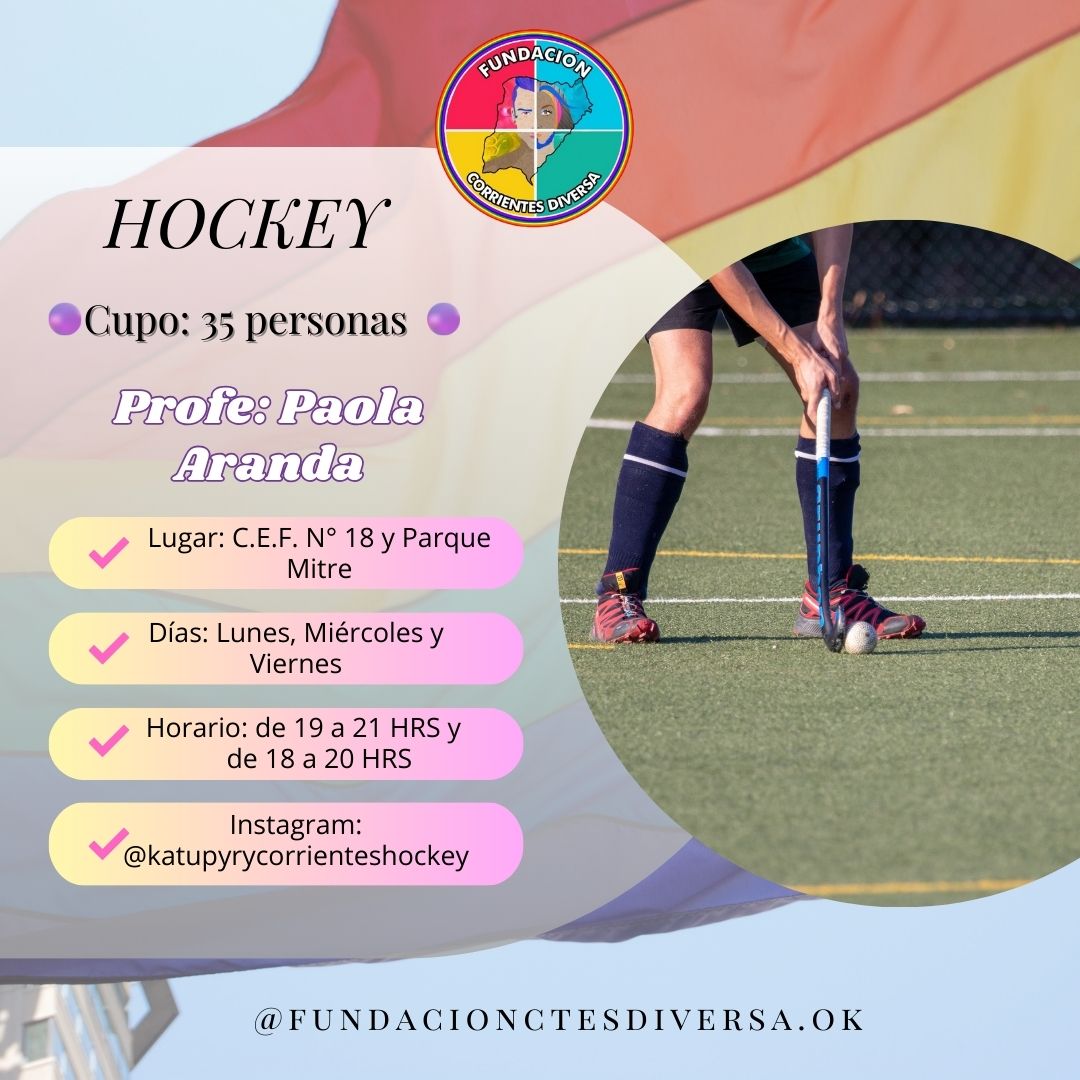 FUNDACIÓN
CORRIENTES DIVERSA
HOCKEY
Cupo: 35 personas
Profe: Paola
Aranda
Lugar: C.E.F. N° 18 y Parque
Mitre
Días: Lunes, Miércoles y
Viernes
Horario: de 19 a 21 HRS y
de 18 a 20 HRS
Instagram:
@katupyrycorrienteshockey
@FUNDACIONCTESDIVERSA.OK